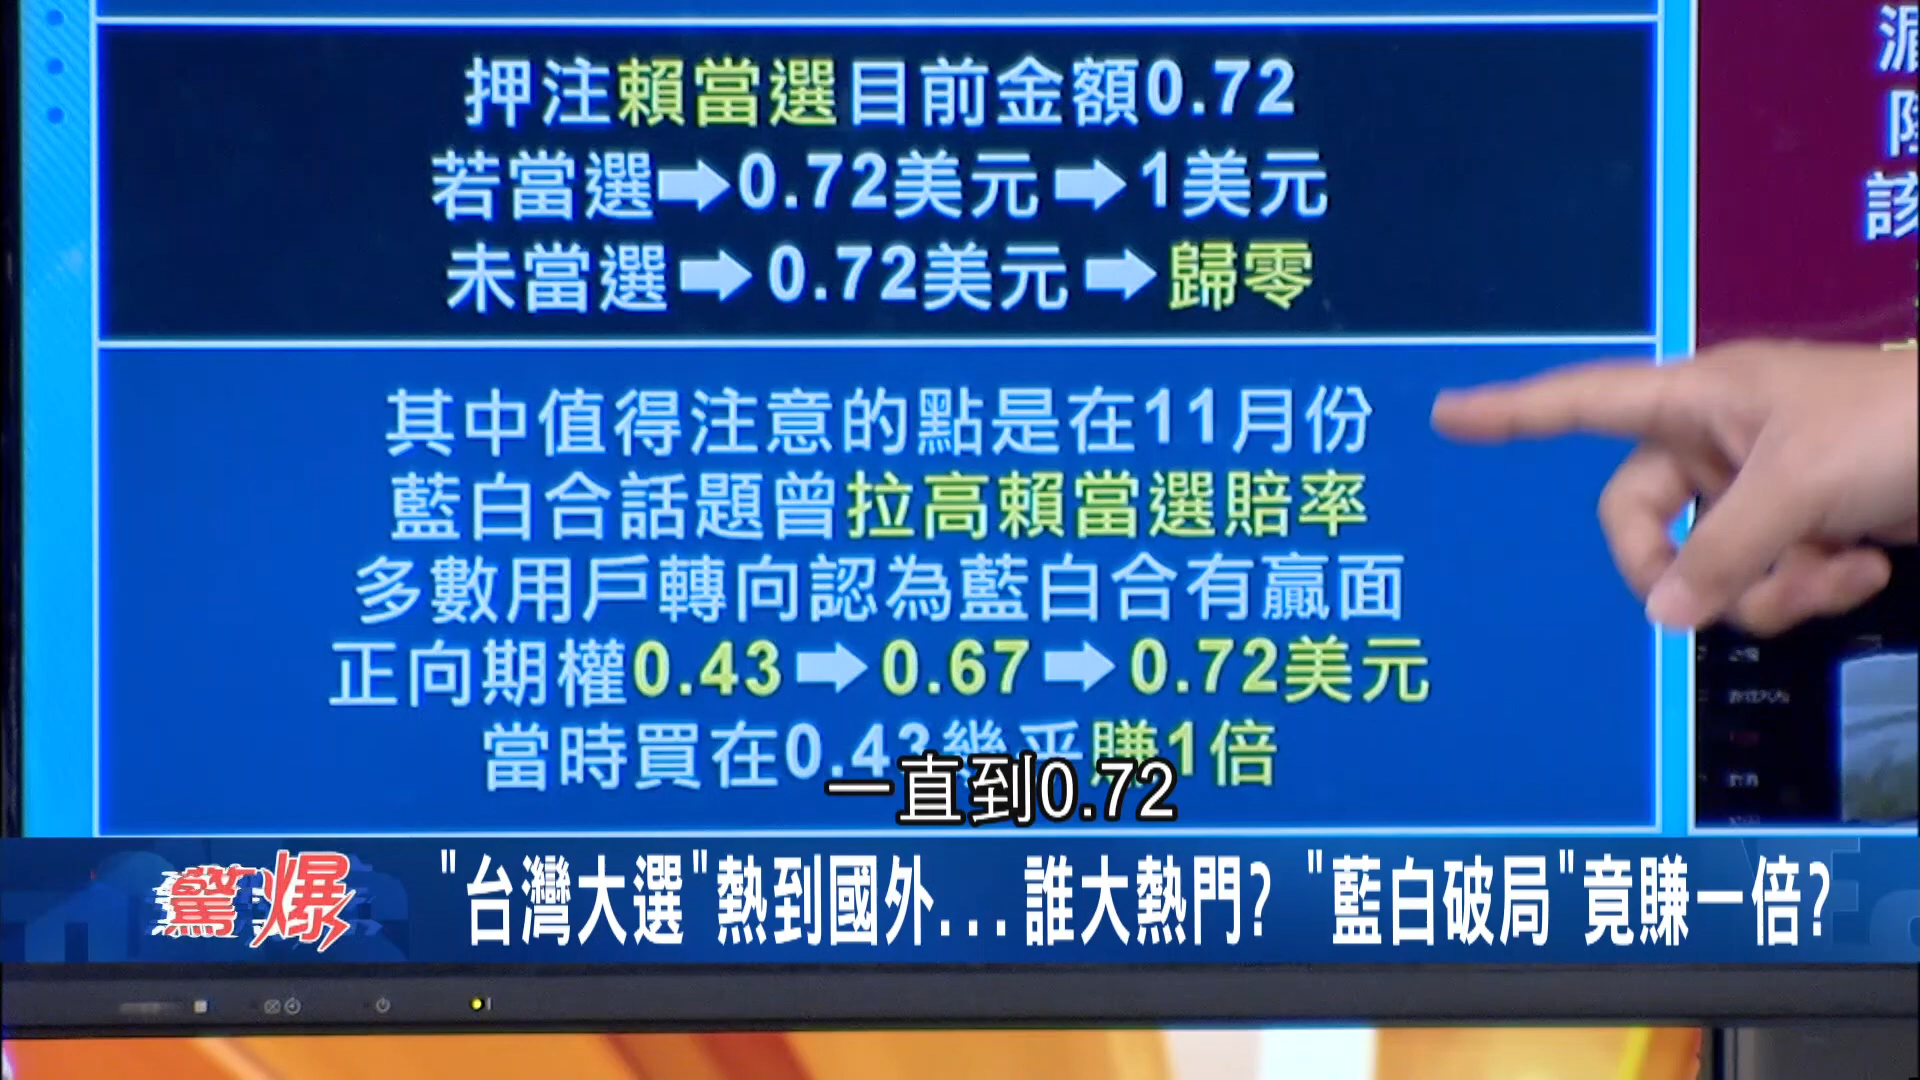 押注賴當選目前金額0.72
若當選➡0.72美元➡1美元
未當選➡0.72美元➡歸零
其中值得注意的點是在11月份
藍白合話題曾拉高賴當選賠率
多數用戶轉向認為藍白合有贏面
正向期權0.43➡0.67➡0.72美元
當時買在0.43幾乎賺1倍
一直到0.72
驚爆
"台灣大選"熱到國外...誰大熱門? "藍白破局"竟賺一倍?